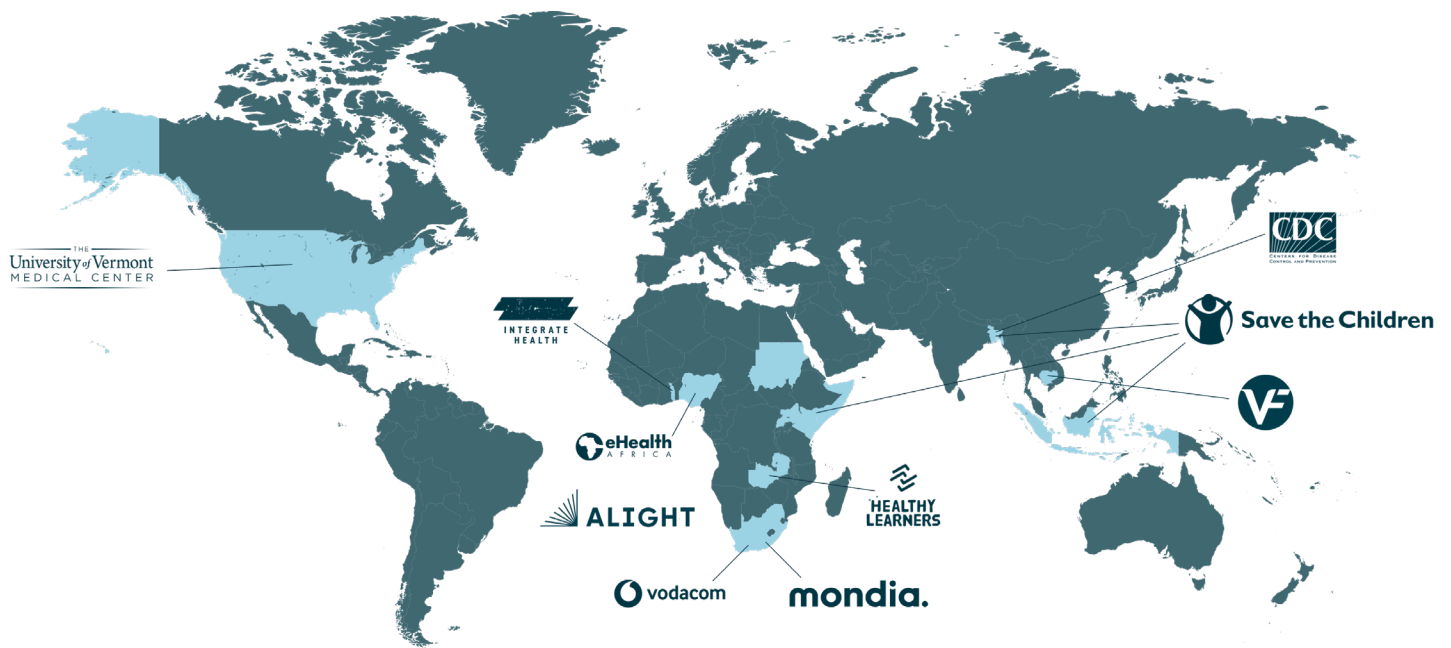 THE
University of Vermont
MEDICAL CENTER
CDC
CENTERS FOR DISEASE
CONTROL AND PREVENTION
INTEGRATE
HEALTH
Save the Children
VF
eHealth
AFRICA
HEALTHY
LEARNERS
ALIGHT
vodacom
mondia.